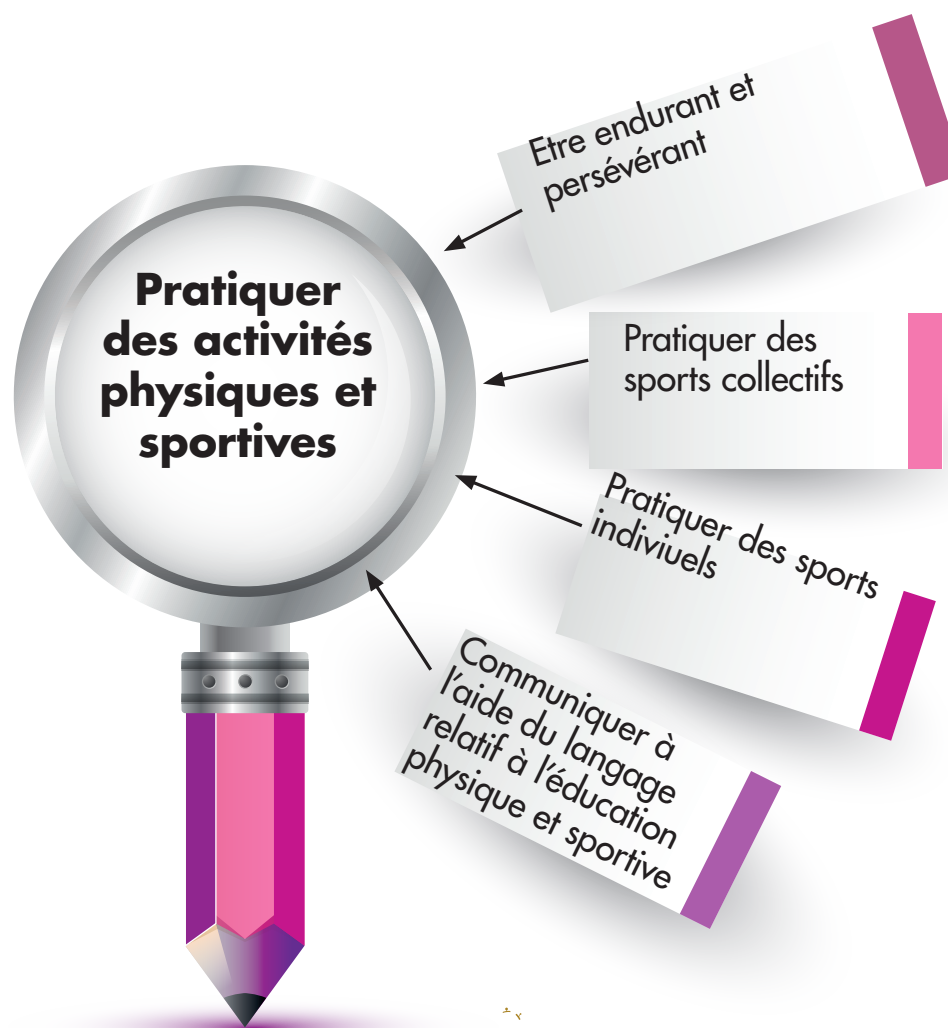 Pratiquer
des activités
physiques et
sportives
Etre endurant et
persévérant
Pratiquer des
sports collectifs
Pratiquer des sports
indiviuels
Communiquer à
l'aide du langage
relatif à l'éducation
physique et sportive